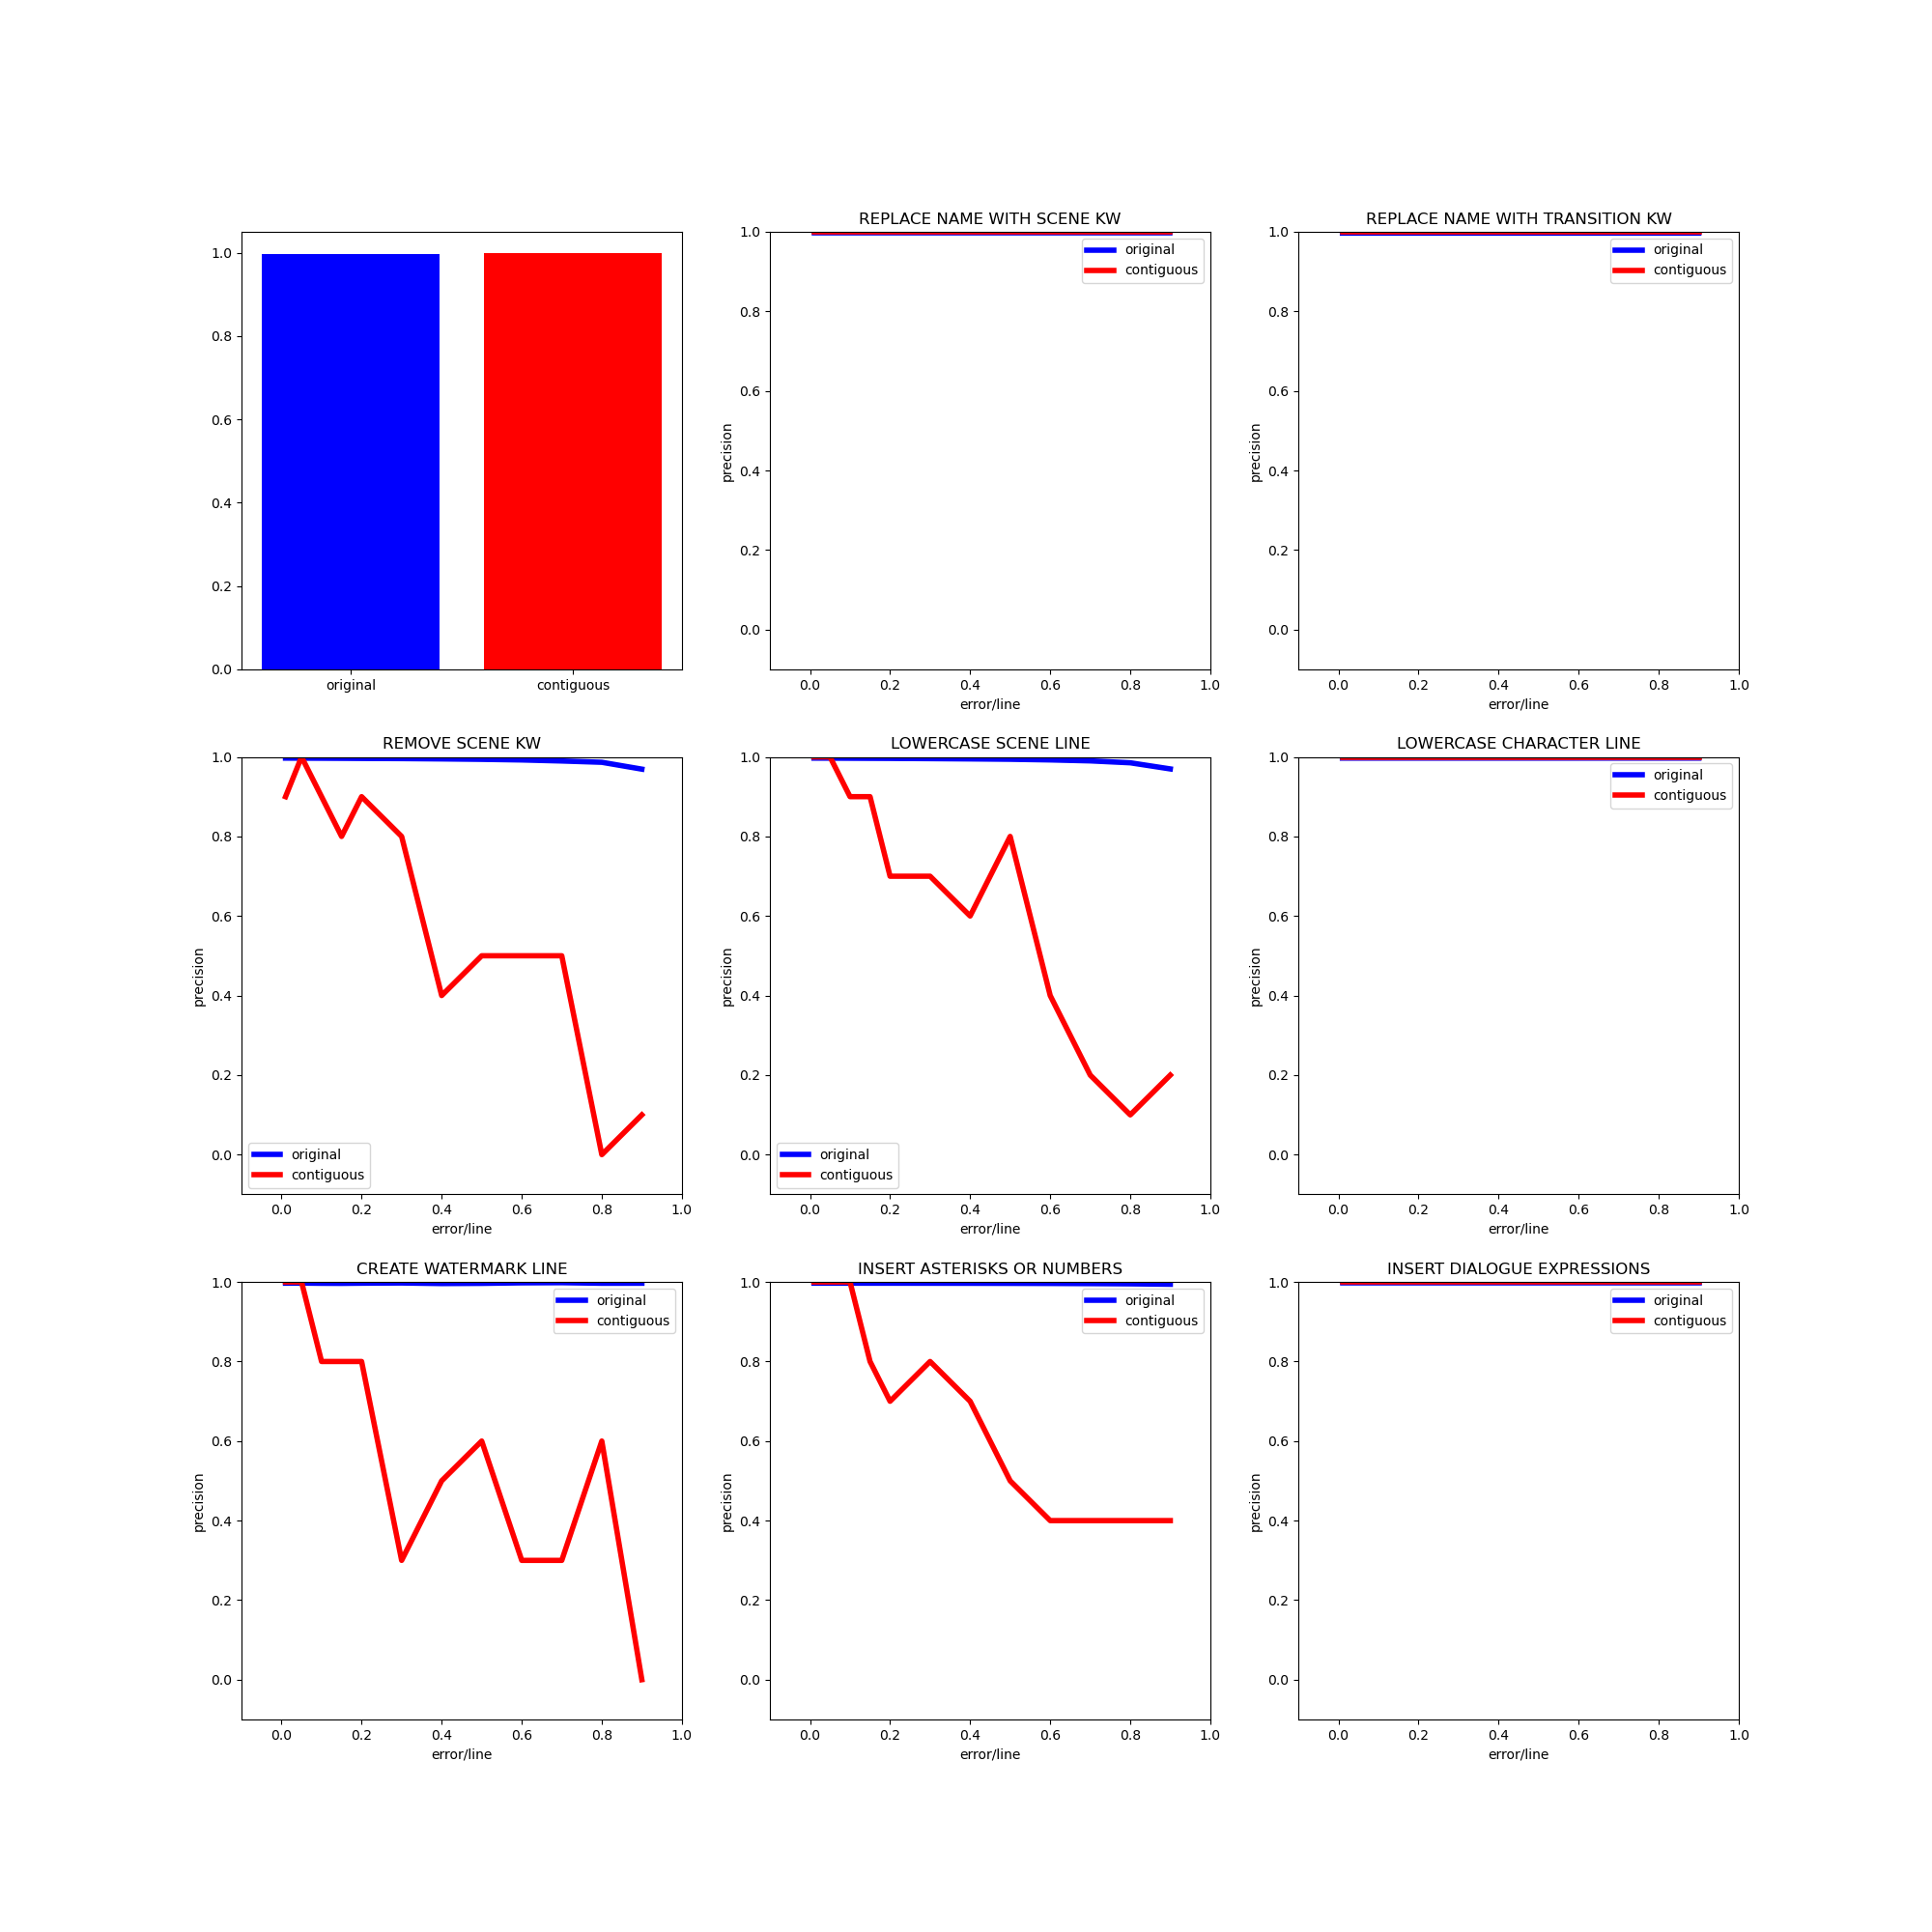 1.0
0.8
0.6
0.4
0.2
0.0
original
contiguous
REPLACE NAME WITH SCENE KW
precision
1.0
0.8
0.6
0.4
0.2
0.0
original
contiguous
0.0 0.2 0.4 0.6 0.8 1.0
error/line
REPLACE NAME WITH TRANSITION KW
precision
1.0
0.8
0.6
0.4
0.2
0.0
original
contiguous
0.0 0.2 0.4 0.6 0.8 1.0
error/line
REMOVE SCENE KW
precision
1.0
0.8
0.6
0.4
0.2
0.0
original
contiguous
0.0 0.2 0.4 0.6 0.8 1.0
error/line
LOWERCASE SCENE LINE
precision
1.0
0.8
0.6
0.4
0.2
0.0
original
contiguous
0.0 0.2 0.4 0.6 0.8 1.0
error/line
LOWERCASE CHARACTER LINE
precision
1.0
0.8
0.6
0.4
0.2
0.0
original
contiguous
0.0 0.2 0.4 0.6 0.8 1.0
error/line
CREATE WATERMARK LINE
precision
1.0
0.8
0.6
0.4
0.2
0.0
original
contiguous
0.0 0.2 0.4 0.6 0.8 1.0
error/line
INSERT ASTERISKS OR NUMBERS
precision
1.0
0.8
0.6
0.4
0.2
0.0
original
contiguous
0.0 0.2 0.4 0.6 0.8 1.0
error/line
INSERT DIALOGUE EXPRESSIONS
precision
1.0
0.8
0.6
0.4
0.2
0.0
original
contiguous
0.0 0.2 0.4 0.6 0.8 1.0
error/line